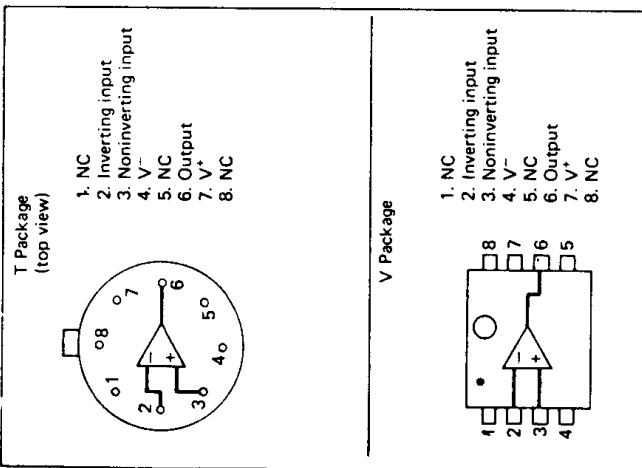 T Package
(top view)
1. NC
2. Inverting input
3. Noninverting input
4. V⁻
5. NC
6. Output
7. V⁺
8. NC
8
1
7
2
−
6
+
3
5
4
V Package
1. NC
2. Inverting input
3. Noninverting input
4. V⁻
5. NC
6. Output
7. V⁺
8. NC
1
8
2
−
7
3
+
6
4
5